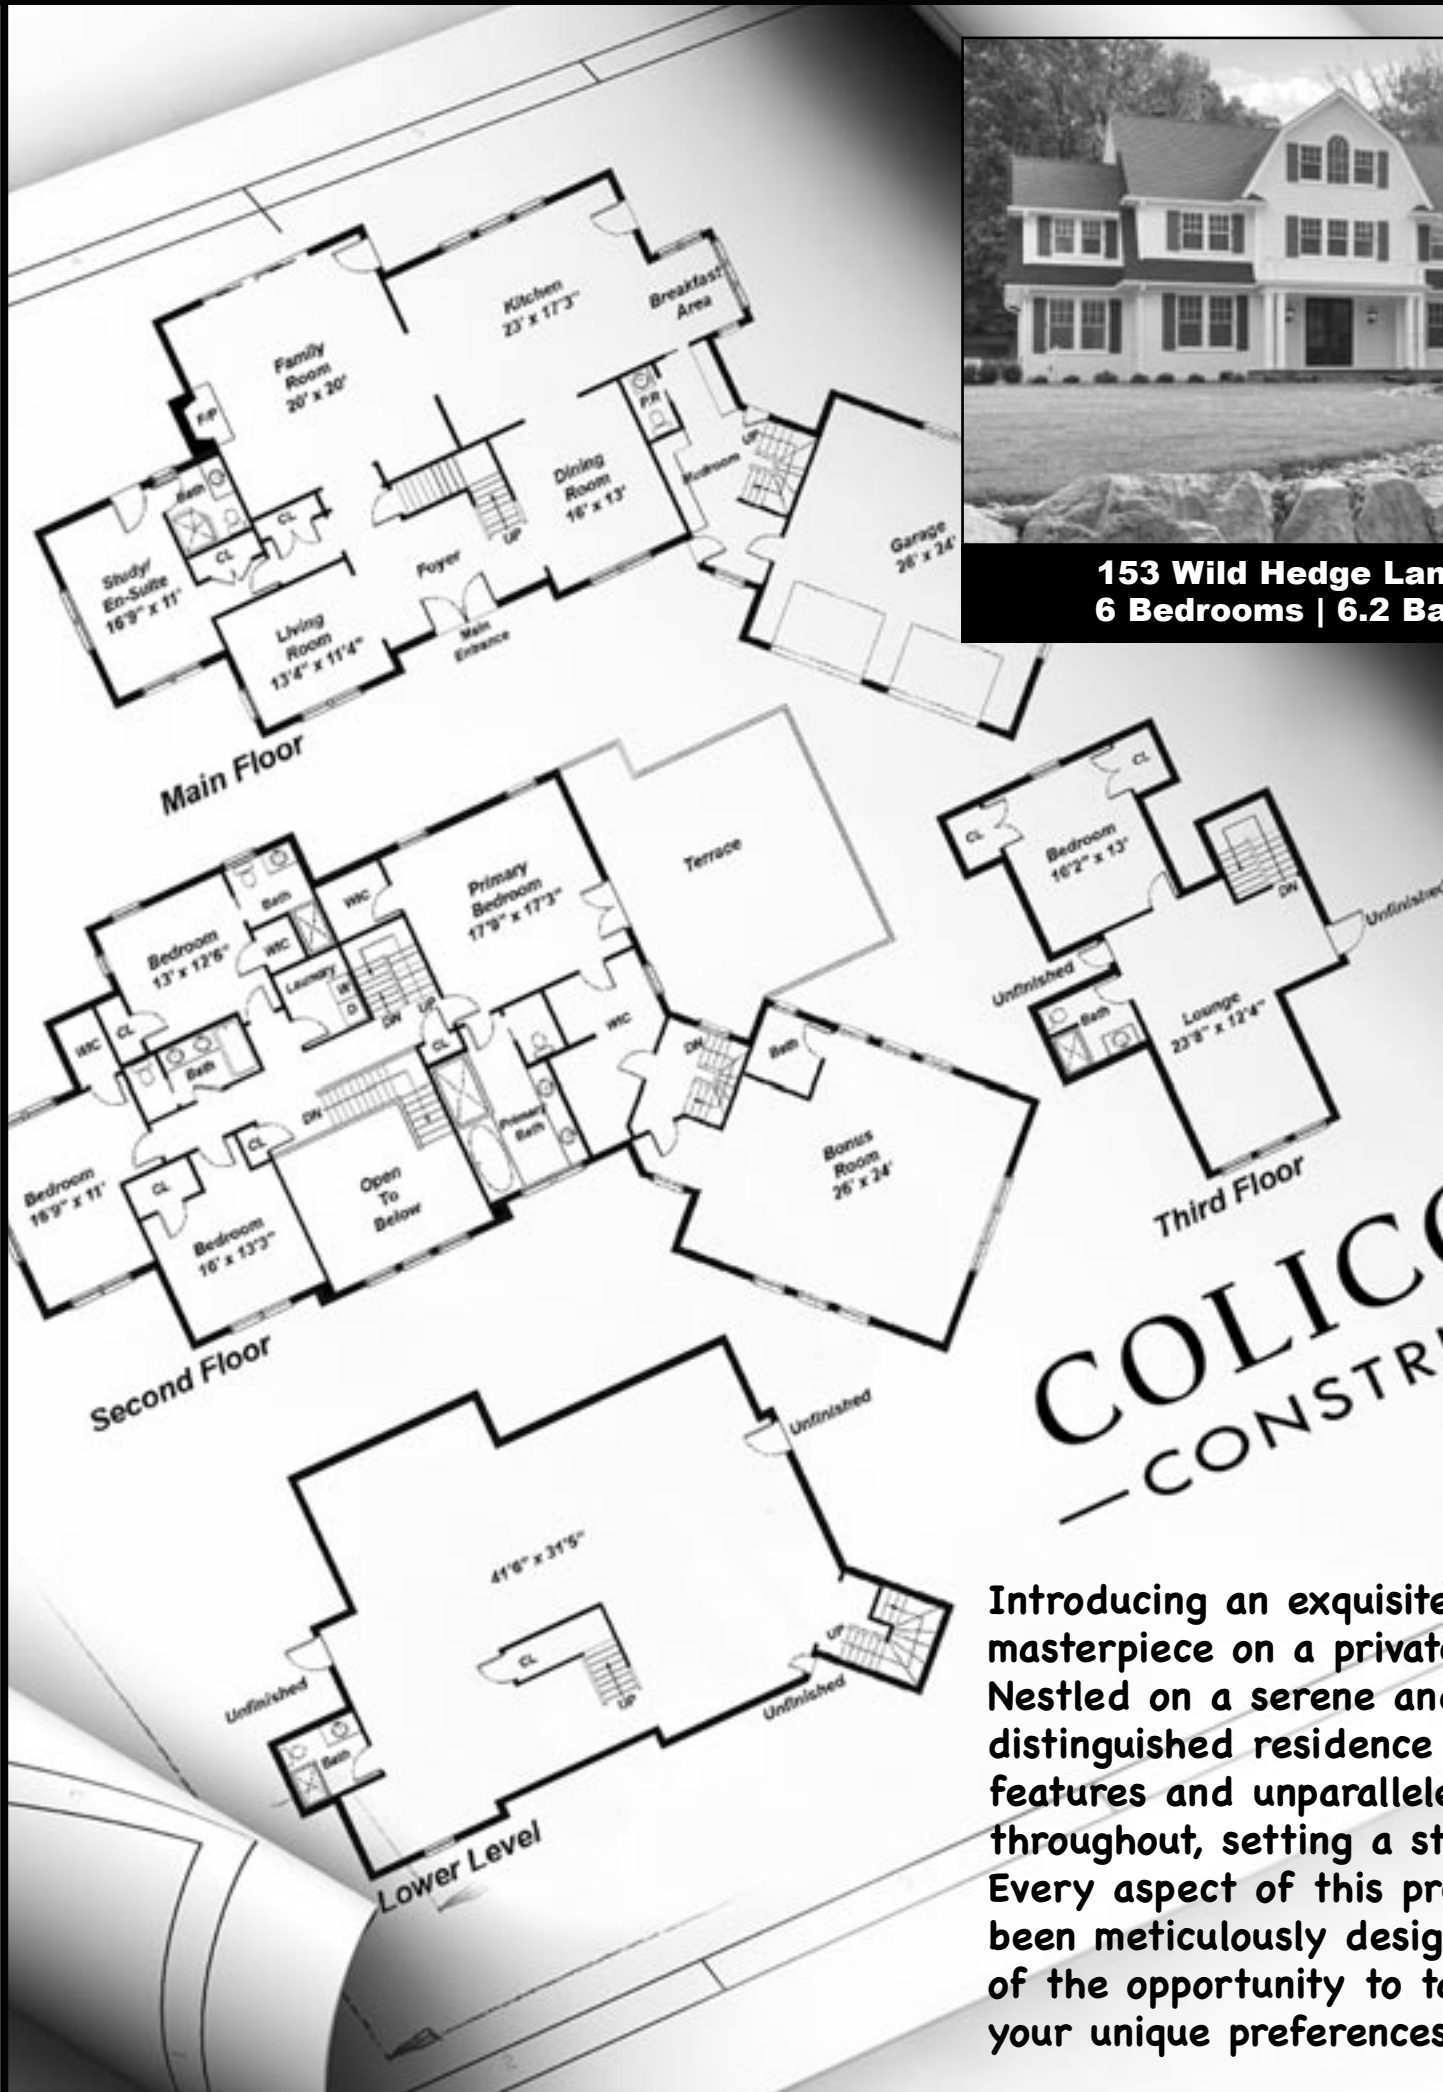 Kitchen
23' x 17'3"
Breakfast
Area
Family
Room
20' x 20'
F/P
P/R
UP
Mudroom
Dining
Room
16' x 13'
Bath
CL
CL
UP
Foyer
Garage
26' x 24'
Study/
En-Suite
16'9" x 11'
Living
Room
13'4" x 11'4"
Main
Entrance
Main Floor
153 Wild Hedge Lan
6 Bedrooms | 6.2 Ba
Terrace
Primary
Bedroom
17'9" x 17'3"
WIC
Bath
Bedroom
13' x 12'6"
WIC
Laundry
W
D
DN
UP
CL
WIC
CL
WIC
Bath
DN
Bath
DN
CL
Primary
Bath
Bedroom
16'9" x 11'
CL
Open
To
Below
Bonus
Room
26' x 24'
Bedroom
16' x 13'3"
Second Floor
CL
CL
Bedroom
16'2" x 13'
DN
Unfinished
Unfinished
Bath
Lounge
23'8" x 12'4"
Third Floor
COLICO
—CONSTR
Unfinished
41'6" x 31'5"
CL
UP
UP
Unfinished
Unfinished
Bath
Lower Level
Introducing an exquisite
masterpiece on a private
Nestled on a serene and
distinguished residence
features and unparallele
throughout, setting a st
Every aspect of this pr
been meticulously desig
of the opportunity to t
your unique preferences